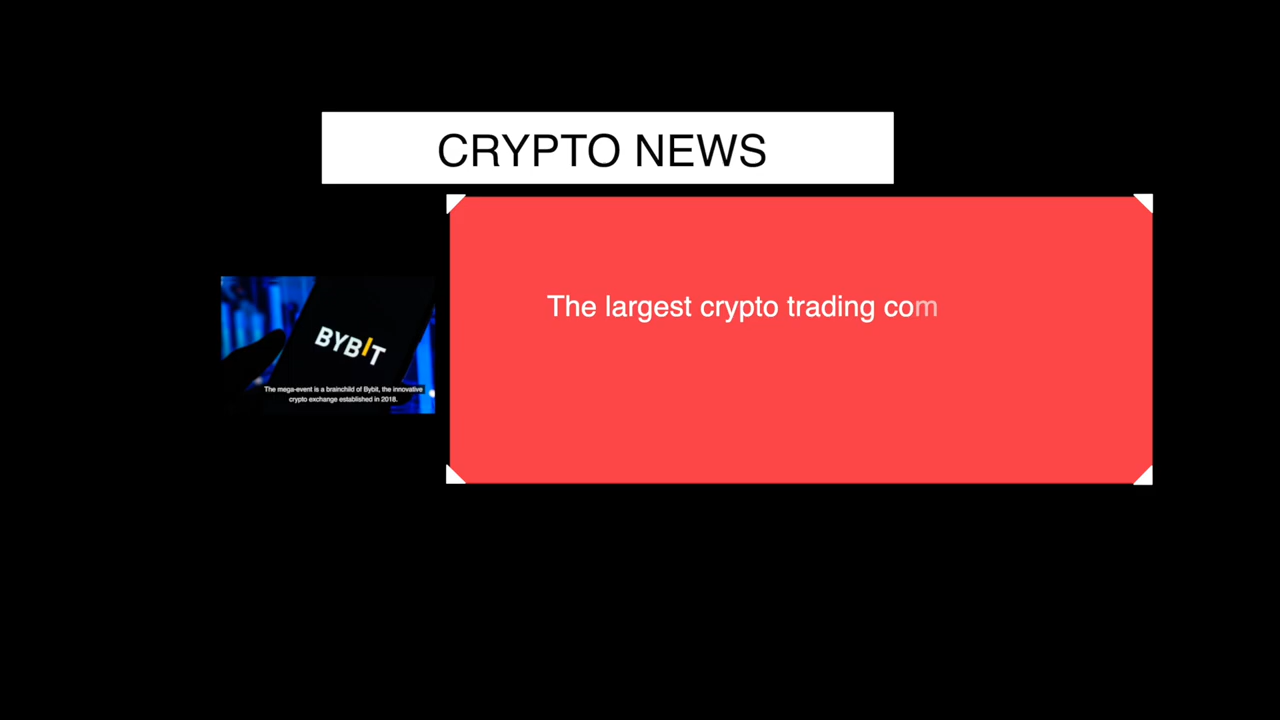 CRYPTO NEWS
The largest crypto trading com
BYBIT
The mega-event is a brainchild of Bybit, the innovative
crypto exchange established in 2018.